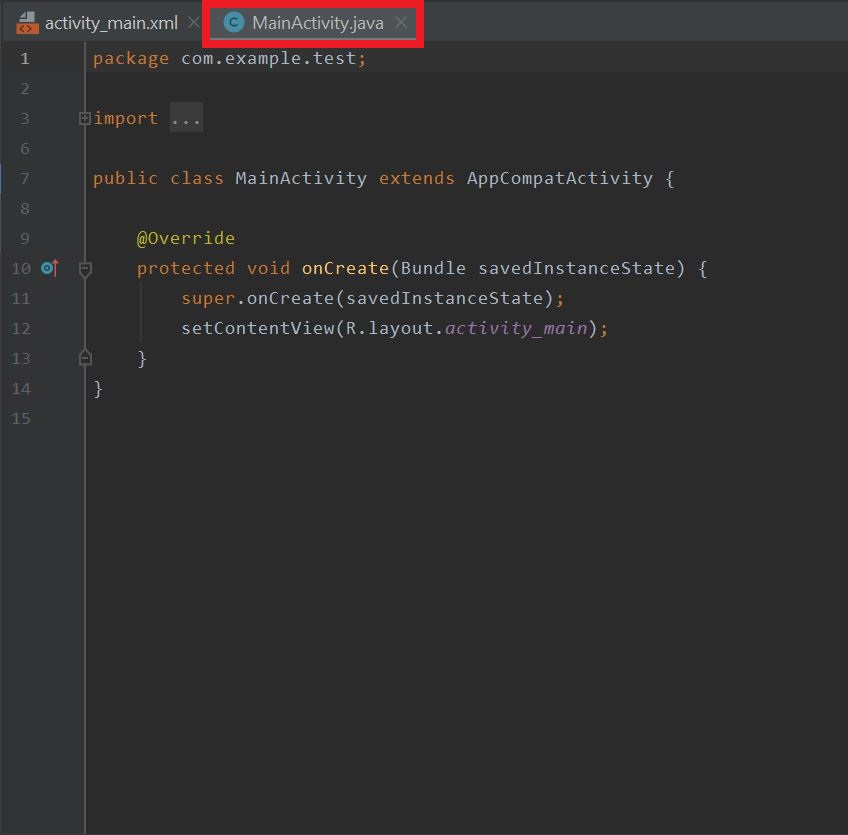 activity_main.xml MainActivity.java
1 package com.example.test;
2
3 import ...
6
7 public class MainActivity extends AppCompatActivity {
8
9 @Override
10 protected void onCreate(Bundle savedInstanceState) {
11 super.onCreate(savedInstanceState);
12 setContentView(R.layout.activity_main);
13 }
14 }
15